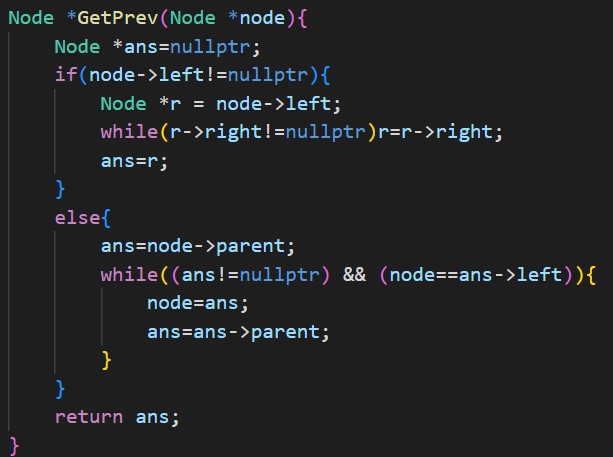 Node *GetPrev(Node *node){
    Node *ans=nullptr;
    if(node->left!=nullptr){
        Node *r = node->left;
        while(r->right!=nullptr)r=r->right;
        ans=r;
    }
    else{
        ans=node->parent;
        while((ans!=nullptr) && (node==ans->left)){
            node=ans;
            ans=ans->parent;
        }
    }
    return ans;
}